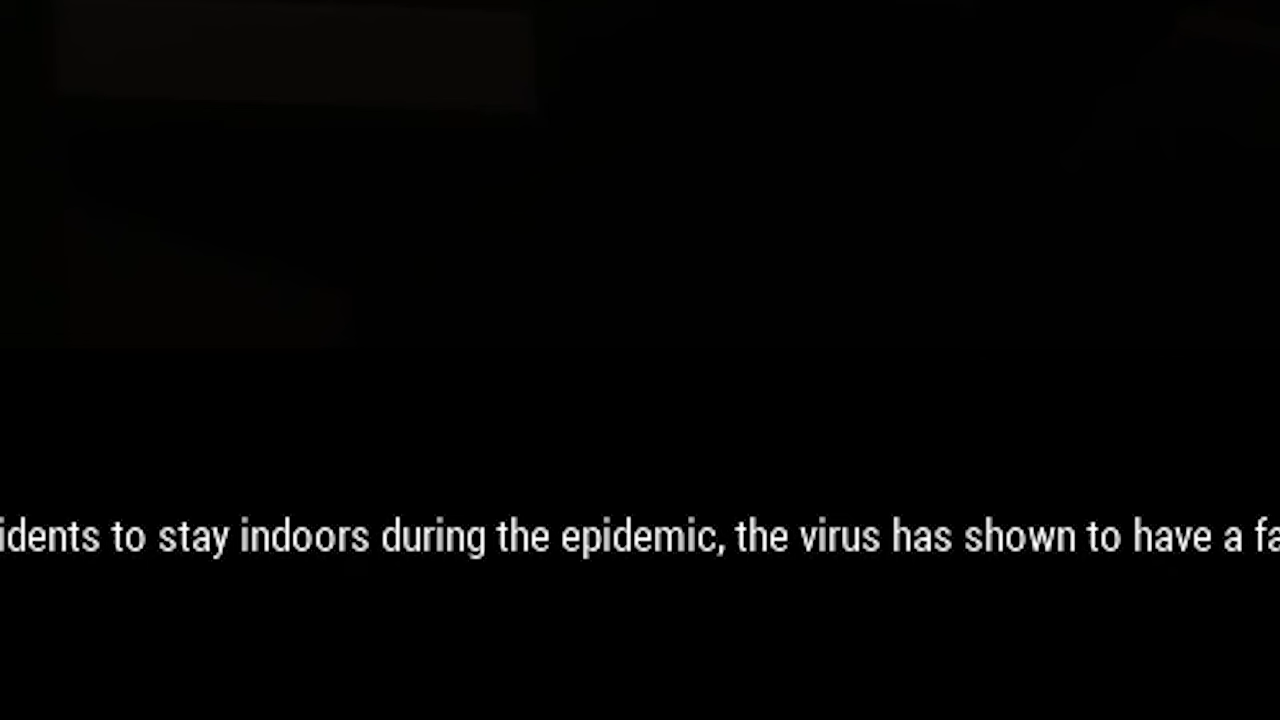 idents to stay indoors during the epidemic, the virus has shown to have a fa